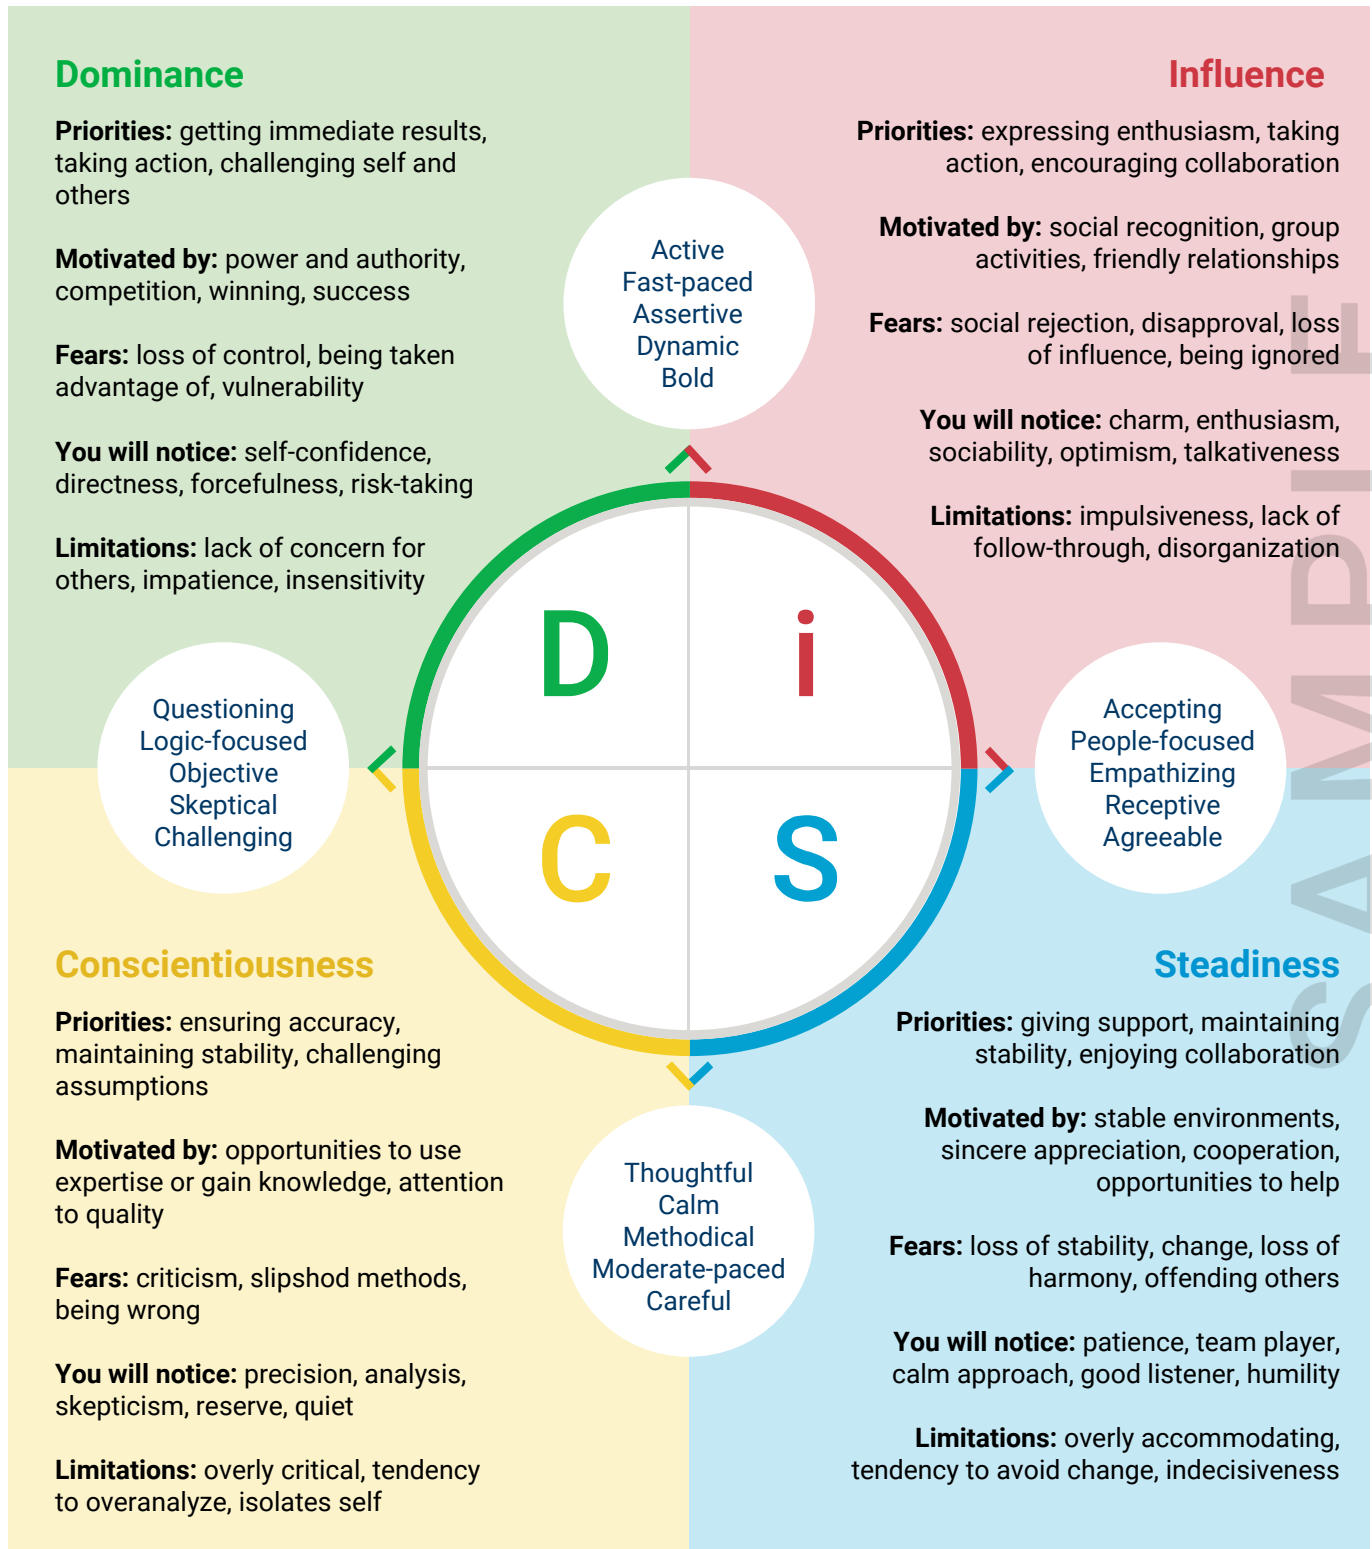 Dominance
Priorities: getting immediate results,
taking action, challenging self and
others
Motivated by: power and authority,
competition, winning, success
Fears: loss of control, being taken
advantage of, vulnerability
You will notice: self-confidence,
directness, forcefulness, risk-taking
Limitations: lack of concern for
others, impatience, insensitivity
Influence
Priorities: expressing enthusiasm, taking
action, encouraging collaboration
Motivated by: social recognition, group
activities, friendly relationships
Fears: social rejection, disapproval, loss
of influence, being ignored
You will notice: charm, enthusiasm,
sociability, optimism, talkativeness
Limitations: impulsiveness, lack of
follow-through, disorganization
Active
Fast-paced
Assertive
Dynamic
Bold
D
i
C
S
Questioning
Logic-focused
Objective
Skeptical
Challenging
Accepting
People-focused
Empathizing
Receptive
Agreeable
Conscientiousness
Priorities: ensuring accuracy,
maintaining stability, challenging
assumptions
Motivated by: opportunities to use
expertise or gain knowledge, attention
to quality
Fears: criticism, slipshod methods,
being wrong
You will notice: precision, analysis,
skepticism, reserve, quiet
Limitations: overly critical, tendency
to overanalyze, isolates self
Thoughtful
Calm
Methodical
Moderate-paced
Careful
Steadiness
Priorities: giving support, maintaining
stability, enjoying collaboration
Motivated by: stable environments,
sincere appreciation, cooperation,
opportunities to help
Fears: loss of stability, change, loss of
harmony, offending others
You will notice: patience, team player,
calm approach, good listener, humility
Limitations: overly accommodating,
tendency to avoid change, indecisiveness
SAMPLE